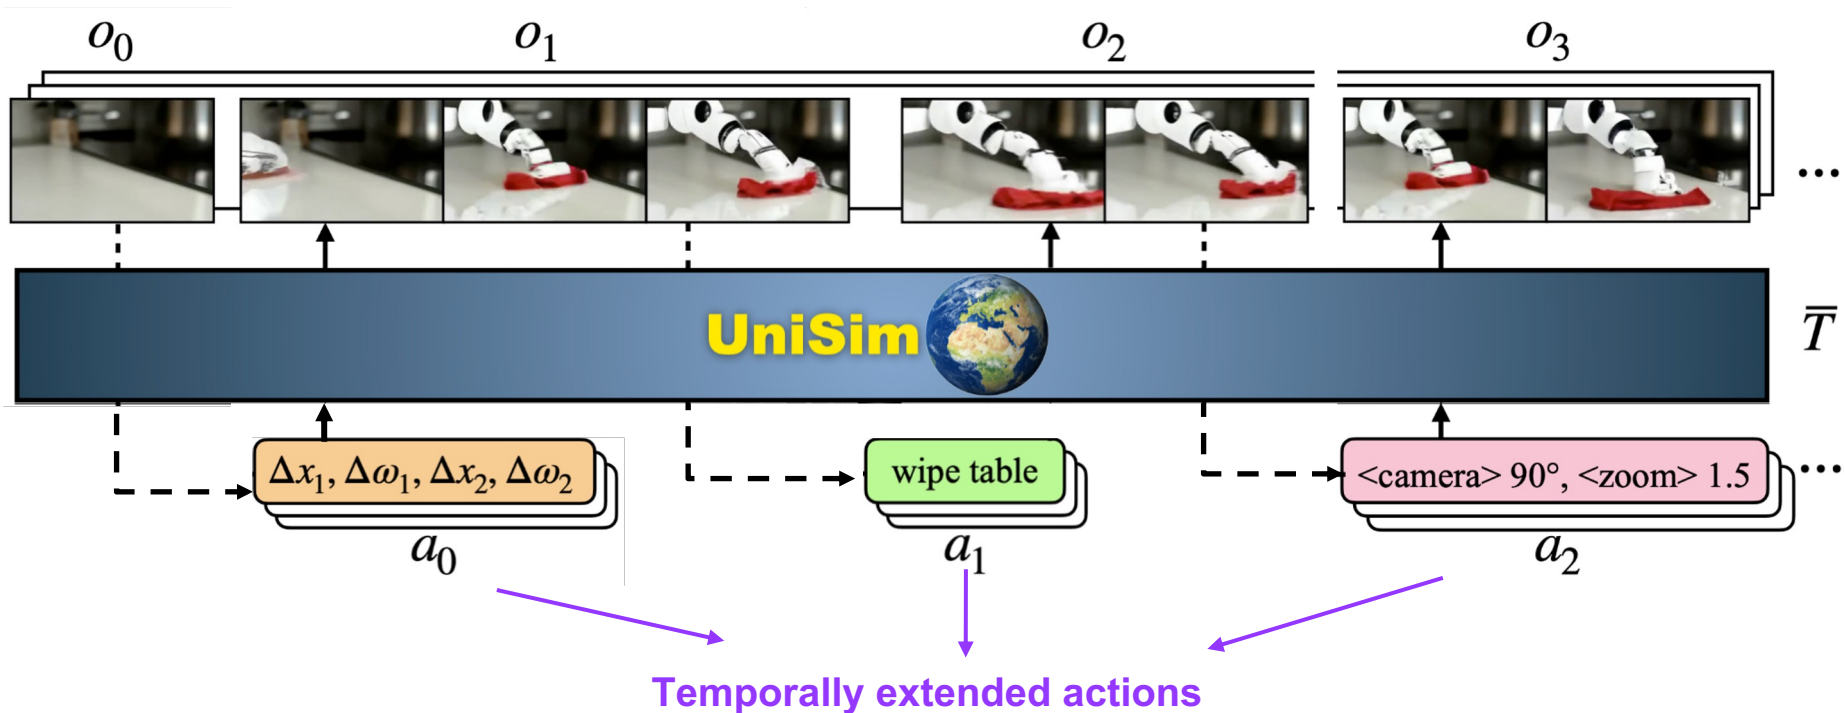 o₀ o₁ o₂ o₃
...
UniSim
T̅
Δx₁, Δω₁, Δx₂, Δω₂
wipe table
<camera> 90°, <zoom> 1.5
...
a₀ a₁ a₂
Temporally extended actions